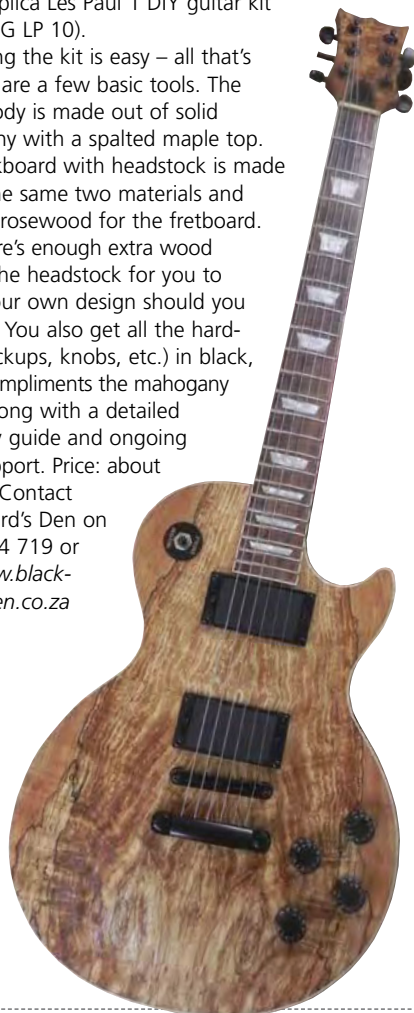 plica Les Paul 1 DIY guitar kit
G LP 10).
ng the kit is easy – all that’s
are a few basic tools. The
ody is made out of solid
ny with a spalted maple top.
kboard with headstock is made
he same two materials and
rosewood for the fretboard.
re’s enough extra wood
he headstock for you to
our own design should you
You also get all the hard-
ckups, knobs, etc.) in black,
mpliments the mahogany
ong with a detailed
y guide and ongoing
pport. Price: about
Contact
rd’s Den on
4 719 or
w.black-
en.co.za